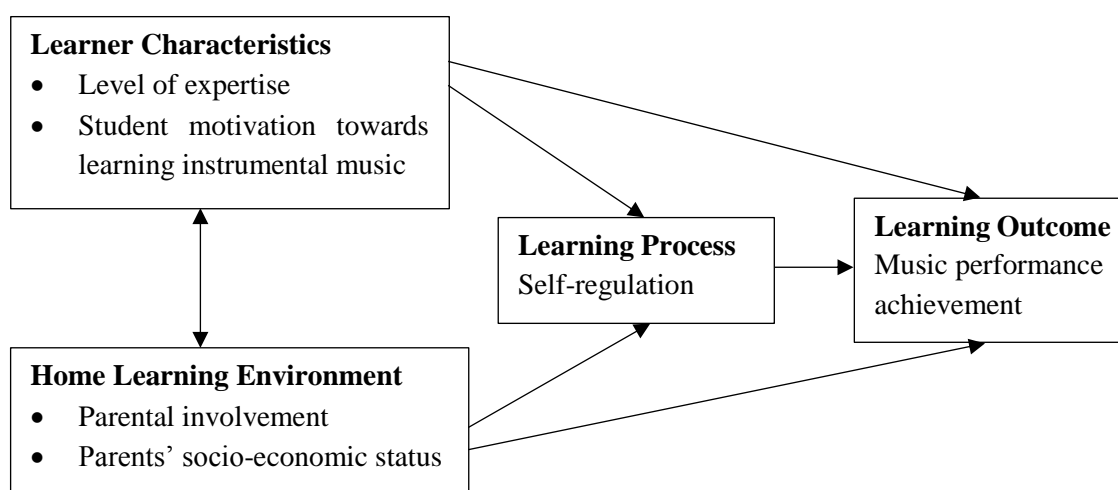 Learner Characteristics
• Level of expertise
• Student motivation towards
learning instrumental music
Learning Process
Self-regulation
Learning Outcome
Music performance
achievement
Home Learning Environment
• Parental involvement
• Parents’ socio-economic status